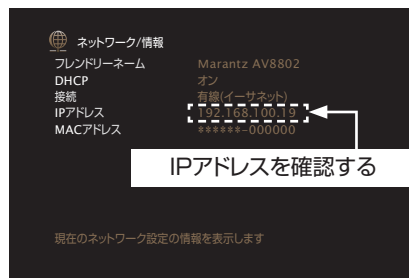 ネットワーク/情報
フレンドリーネーム Marantz AV8802
DHCP オン
接続 有線(イーサネット)
IPアドレス 192.168.100.19
MACアドレス ******-000000
IPアドレスを確認する
現在のネットワーク設定の情報を表示します